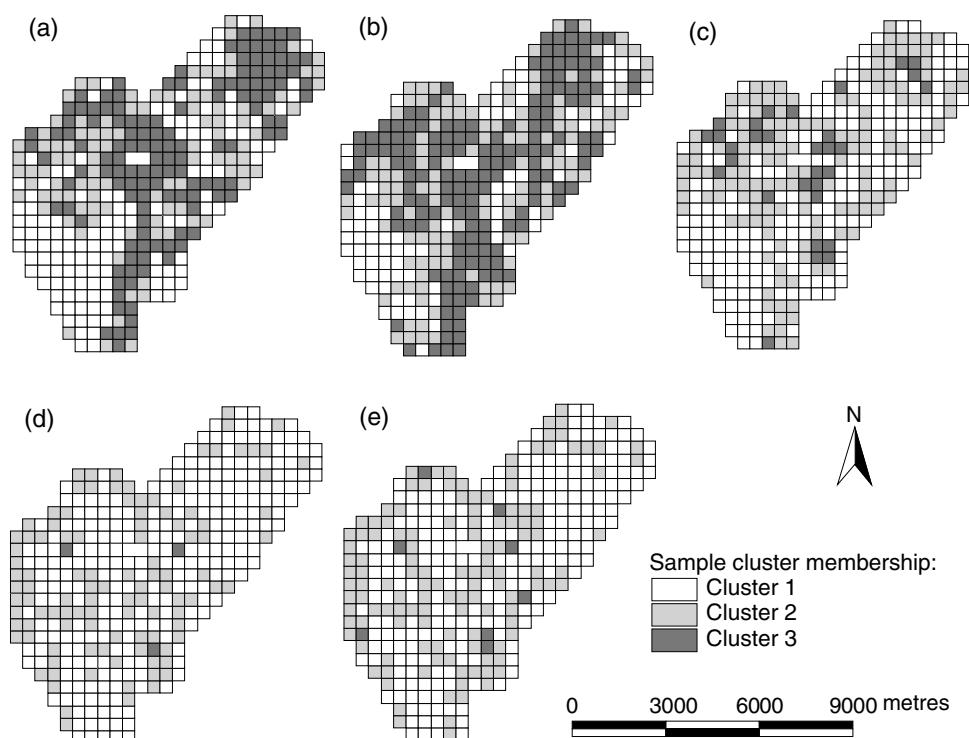 (a)
(b)
(c)
(d)
(e)
N
Sample cluster membership:
Cluster 1
Cluster 2
Cluster 3
0 3000 6000 9000 metres